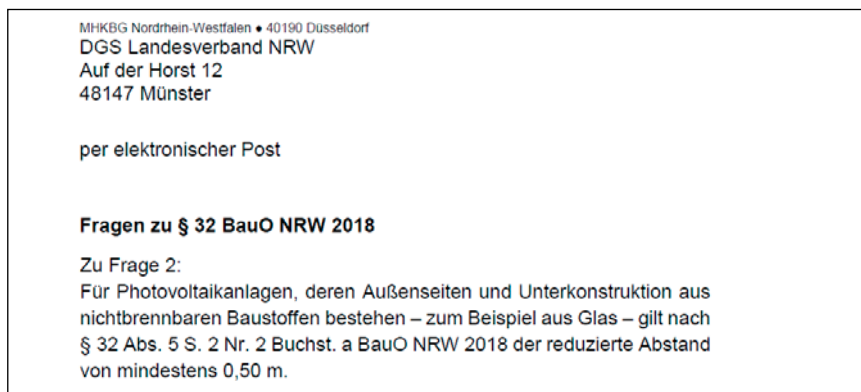 MHKBG Nordrhein-Westfalen ● 40190 Düsseldorf
DGS Landesverband NRW
Auf der Horst 12
48147 Münster
per elektronischer Post
Fragen zu § 32 BauO NRW 2018
Zu Frage 2:
Für Photovoltaikanlagen, deren Außenseiten und Unterkonstruktion aus
nichtbrennbaren Baustoffen bestehen – zum Beispiel aus Glas – gilt nach
§ 32 Abs. 5 S. 2 Nr. 2 Buchst. a BauO NRW 2018 der reduzierte Abstand
von mindestens 0,50 m.